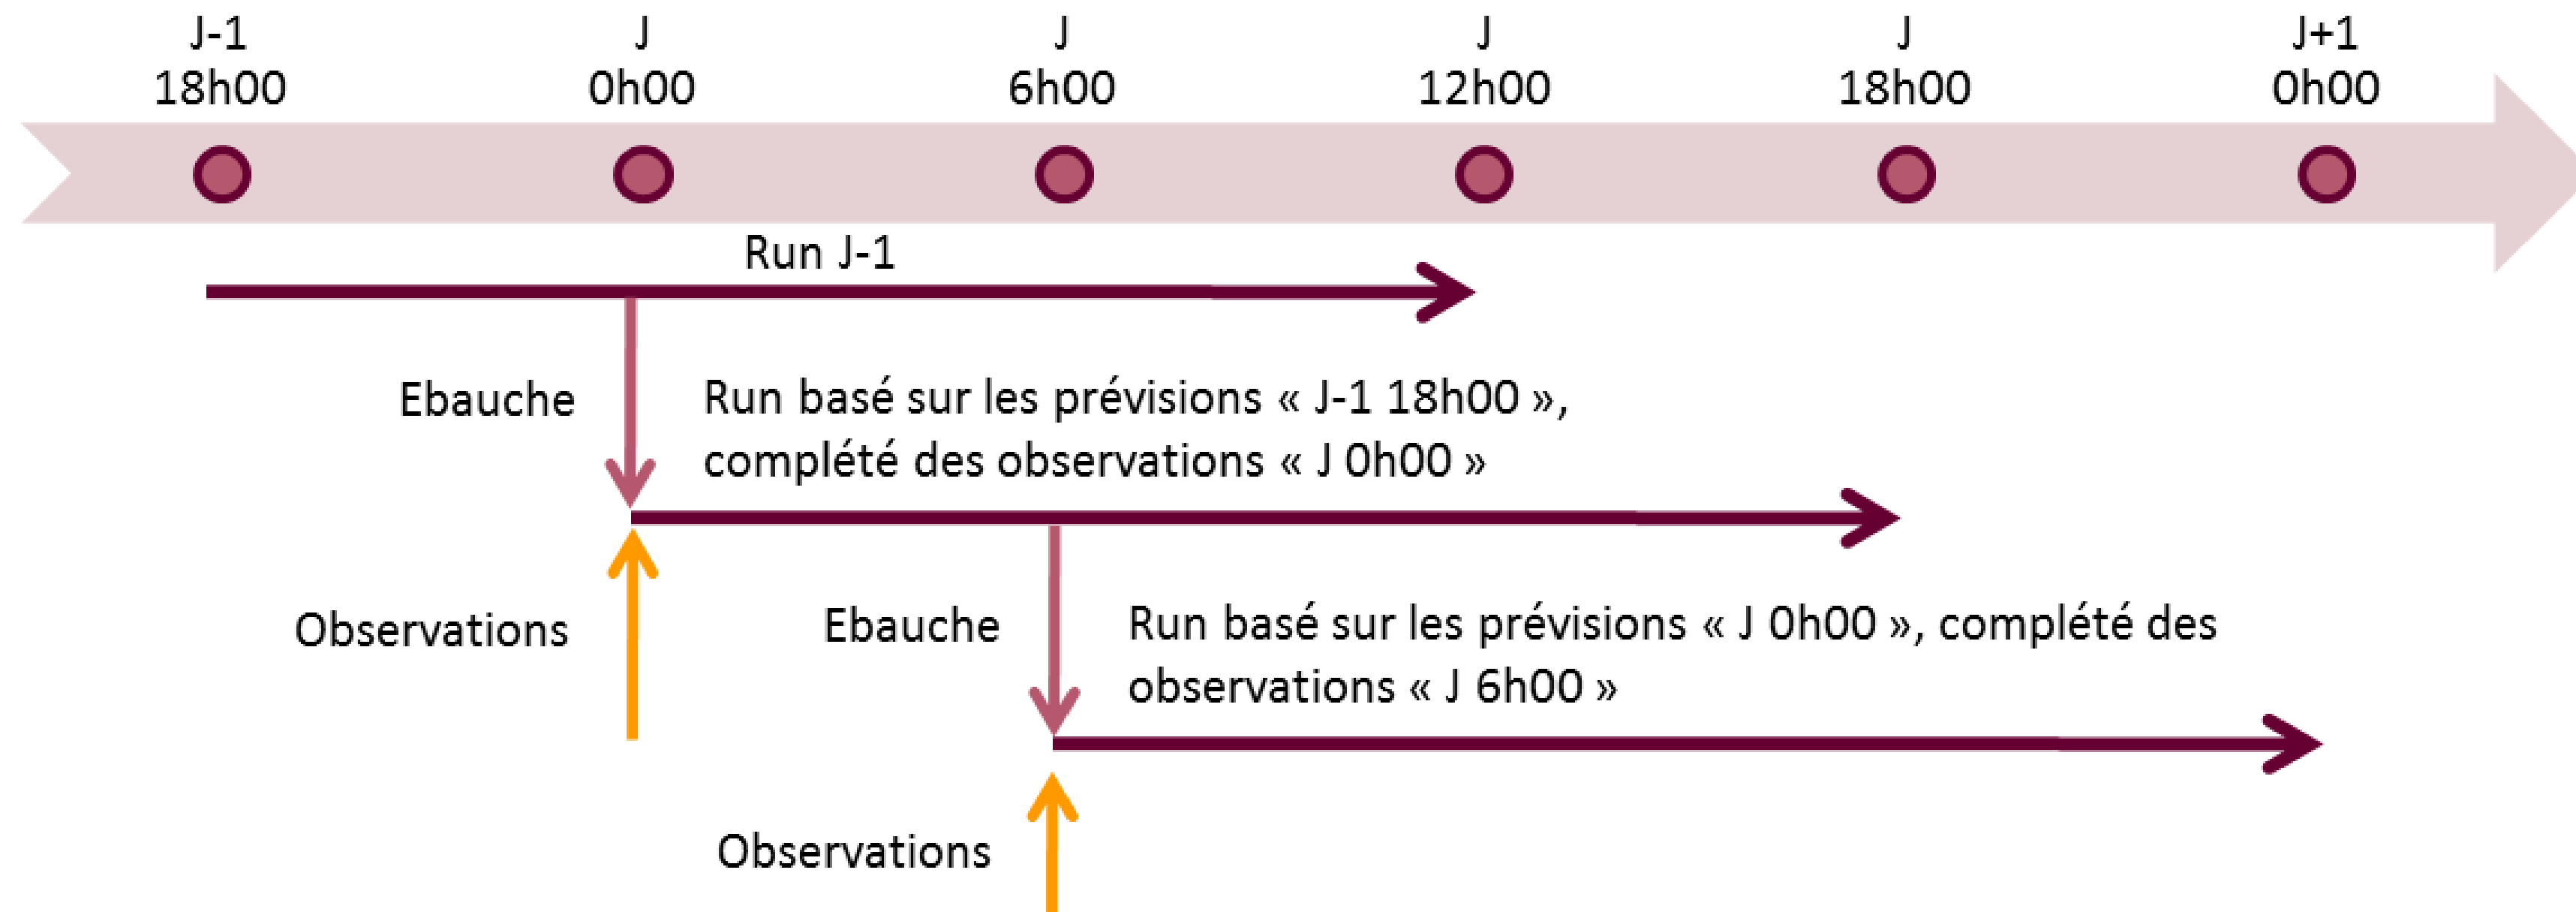 J-1
18h00
J
0h00
J
6h00
J
12h00
J
18h00
J+1
0h00
Run J-1
Ebauche
Run basé sur les prévisions « J-1 18h00 »,
complété des observations « J 0h00 »
Observations
Ebauche
Run basé sur les prévisions « J 0h00 », complété des
observations « J 6h00 »
Observations